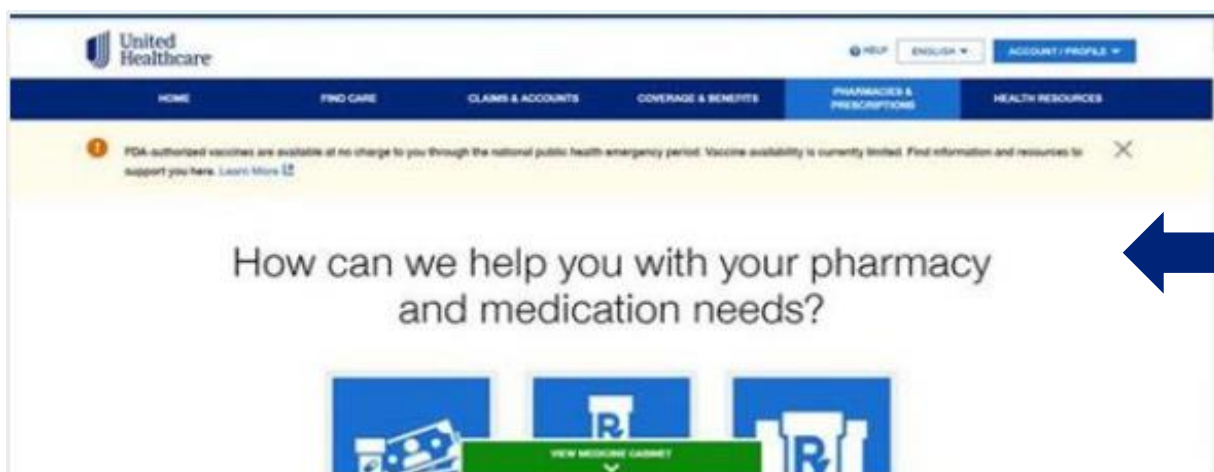 United
Healthcare
HELP ENGLISH ACCOUNT / PROFILE
HOME FIND CARE CLAIMS & ACCOUNTS COVERAGE & BENEFITS PHARMACIES & PRESCRIPTIONS HEALTH RESOURCES
FDA-authorized vaccines are available at no charge to you through the national public health emergency period. Vaccine availability is currently limited. Find information and resources to
support you here. Learn More
How can we help you with your pharmacy
and medication needs?
R
VIEW MEDICINE CABINET
R